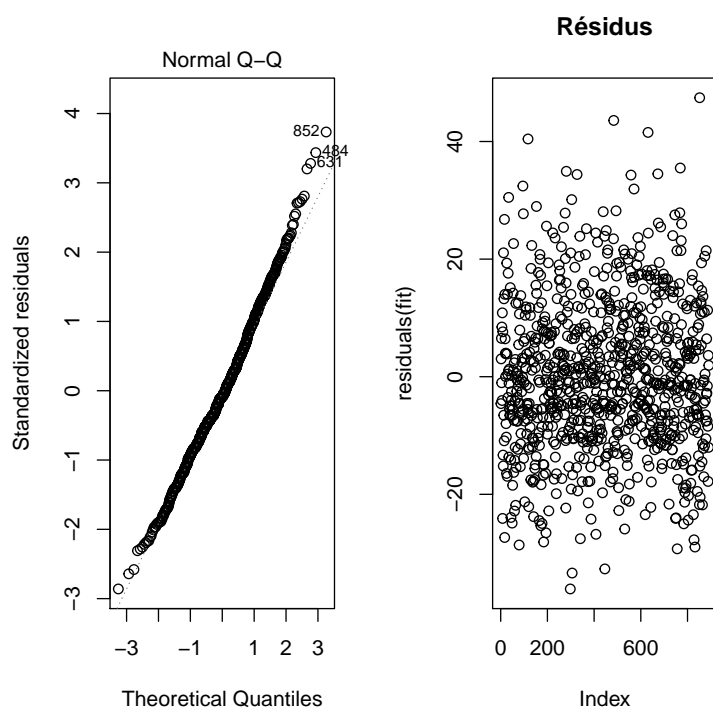 Normal Q−Q
Standardized residuals
4
3
2
1
0
−1
−2
−3
852
484
631
−3 −1 1 2 3
Theoretical Quantiles
Résidus
residuals(fit)
40
20
0
−20
0 200 600
Index